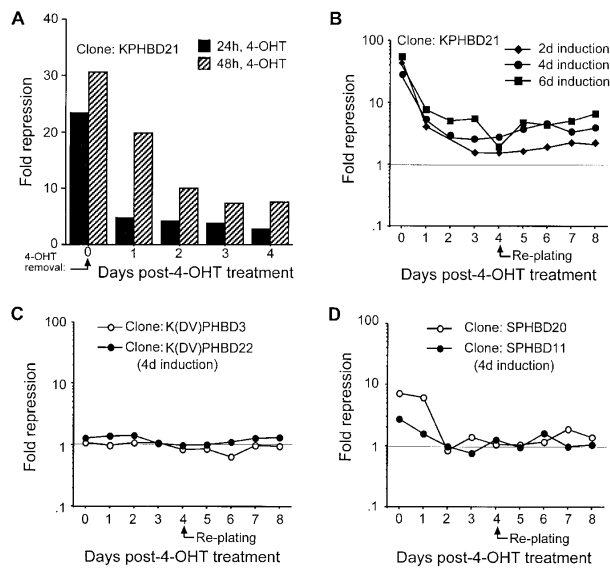 A
Clone: KPHBD21
24h, 4-OHT
48h, 4-OHT
Fold repression
40
30
20
10
0
0 1 2 3 4
4-OHT
removal:
Days post-4-OHT treatment
B
Clone: KPHBD21
2d induction
4d induction
6d induction
Fold repression
100
10
1
.1
0 1 2 3 4 5 6 7 8
Re-plating
Days post-4-OHT treatment
C
Clone: K(DV)PHBD3
Clone: K(DV)PHBD22
(4d induction)
Fold repression
100
10
1
.1
0 1 2 3 4 5 6 7 8
Re-plating
Days post-4-OHT treatment
D
Clone: SPHBD20
Clone: SPHBD11
(4d induction)
Fold repression
100
10
1
.1
0 1 2 3 4 5 6 7 8
Re-plating
Days post-4-OHT treatment